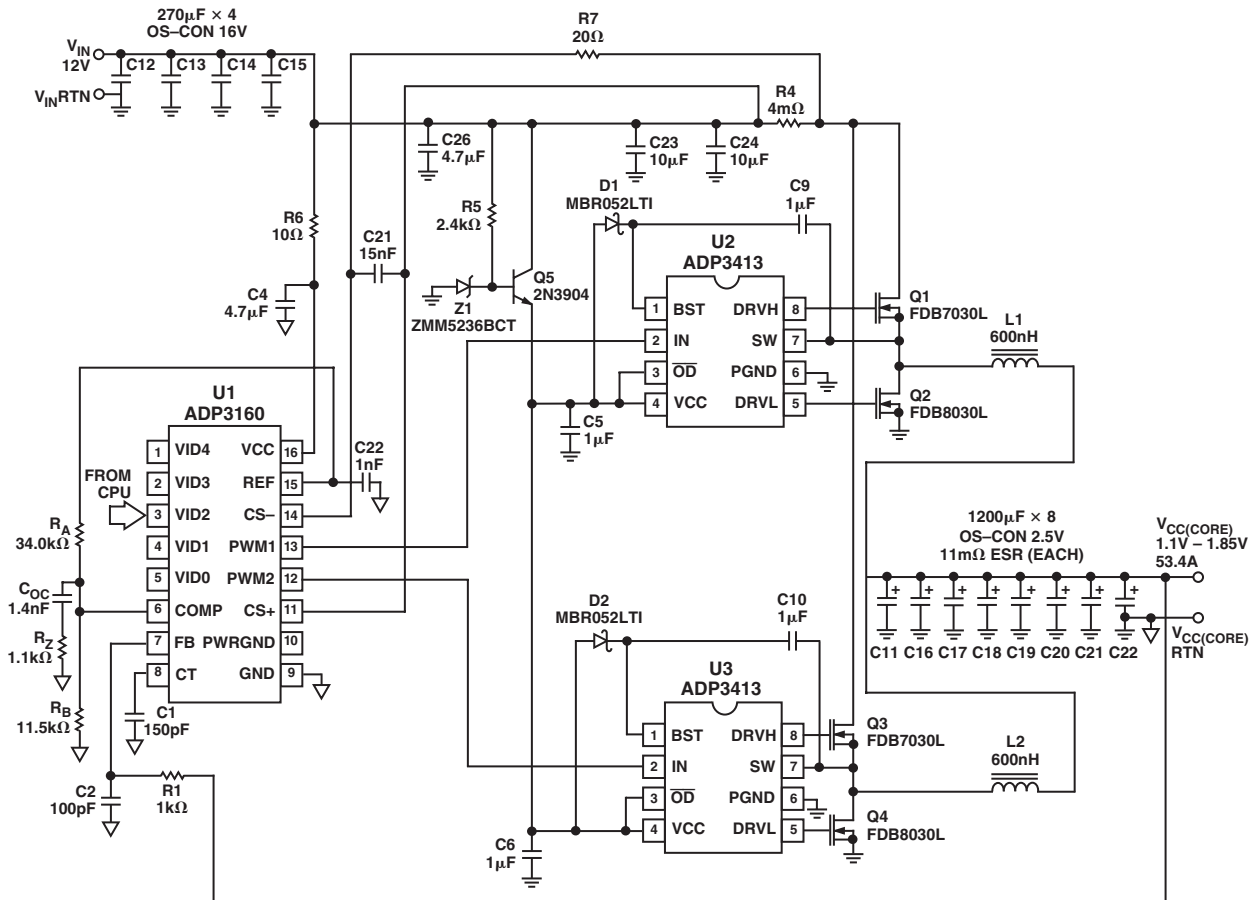 270μF × 4
OS–CON 16V
VIN
12V
C12
C13
C14
C15
VINRTN
R7
20Ω
R4
4mΩ
C26
4.7μF
C23
10μF
C24
10μF
R6
10Ω
R5
2.4kΩ
C21
15nF
D1
MBR052LTI
C9
1μF
Q5
2N3904
Z1
ZMM5236BCT
C4
4.7μF
U2
ADP3413
1 BST DRVH 8
2 IN SW 7
3 OD PGND 6
4 VCC DRVL 5
Q1
FDB7030L
L1
600nH
Q2
FDB8030L
C5
1μF
U1
ADP3160
1 VID4 VCC 16
2 VID3 REF 15
3 VID2 CS– 14
4 VID1 PWM1 13
5 VID0 PWM2 12
6 COMP CS+ 11
7 FB PWRGND 10
8 CT GND 9
FROM
CPU
C22
1nF
RA
34.0kΩ
COC
1.4nF
RZ
1.1kΩ
RB
11.5kΩ
C1
150pF
C2
100pF
R1
1kΩ
1200μF × 8
OS–CON 2.5V
11mΩ ESR (EACH)
VCC(CORE)
1.1V – 1.85V
53.4A
+ + + + + + + +
C11 C16 C17 C18 C19 C20 C21 C22
VCC(CORE)
RTN
D2
MBR052LTI
C10
1μF
U3
ADP3413
1 BST DRVH 8
2 IN SW 7
3 OD PGND 6
4 VCC DRVL 5
Q3
FDB7030L
L2
600nH
Q4
FDB8030L
C6
1μF